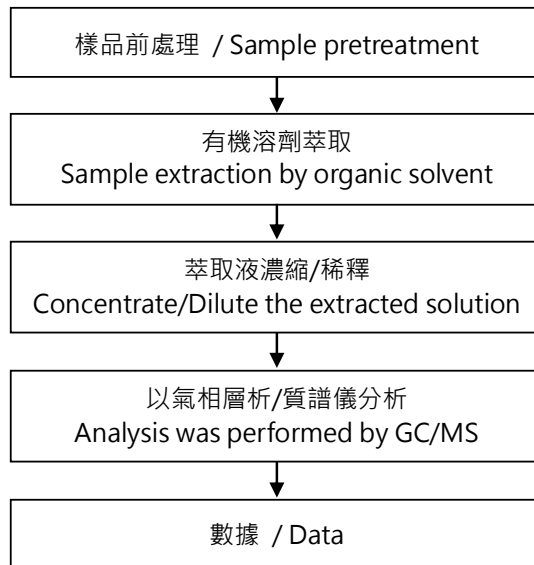 樣品前處理 / Sample pretreatment
有機溶劑萃取
Sample extraction by organic solvent
萃取液濃縮/稀釋
Concentrate/Dilute the extracted solution
以氣相層析/質譜儀分析
Analysis was performed by GC/MS
數據 / Data